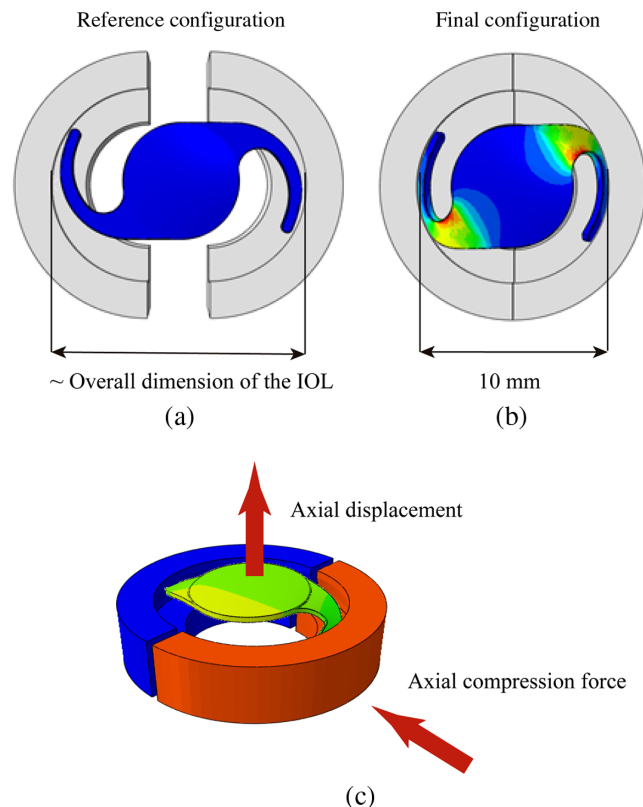 Reference configuration
Final configuration
~ Overall dimension of the IOL
10 mm
(a)
(b)
Axial displacement
Axial compression force
(c)